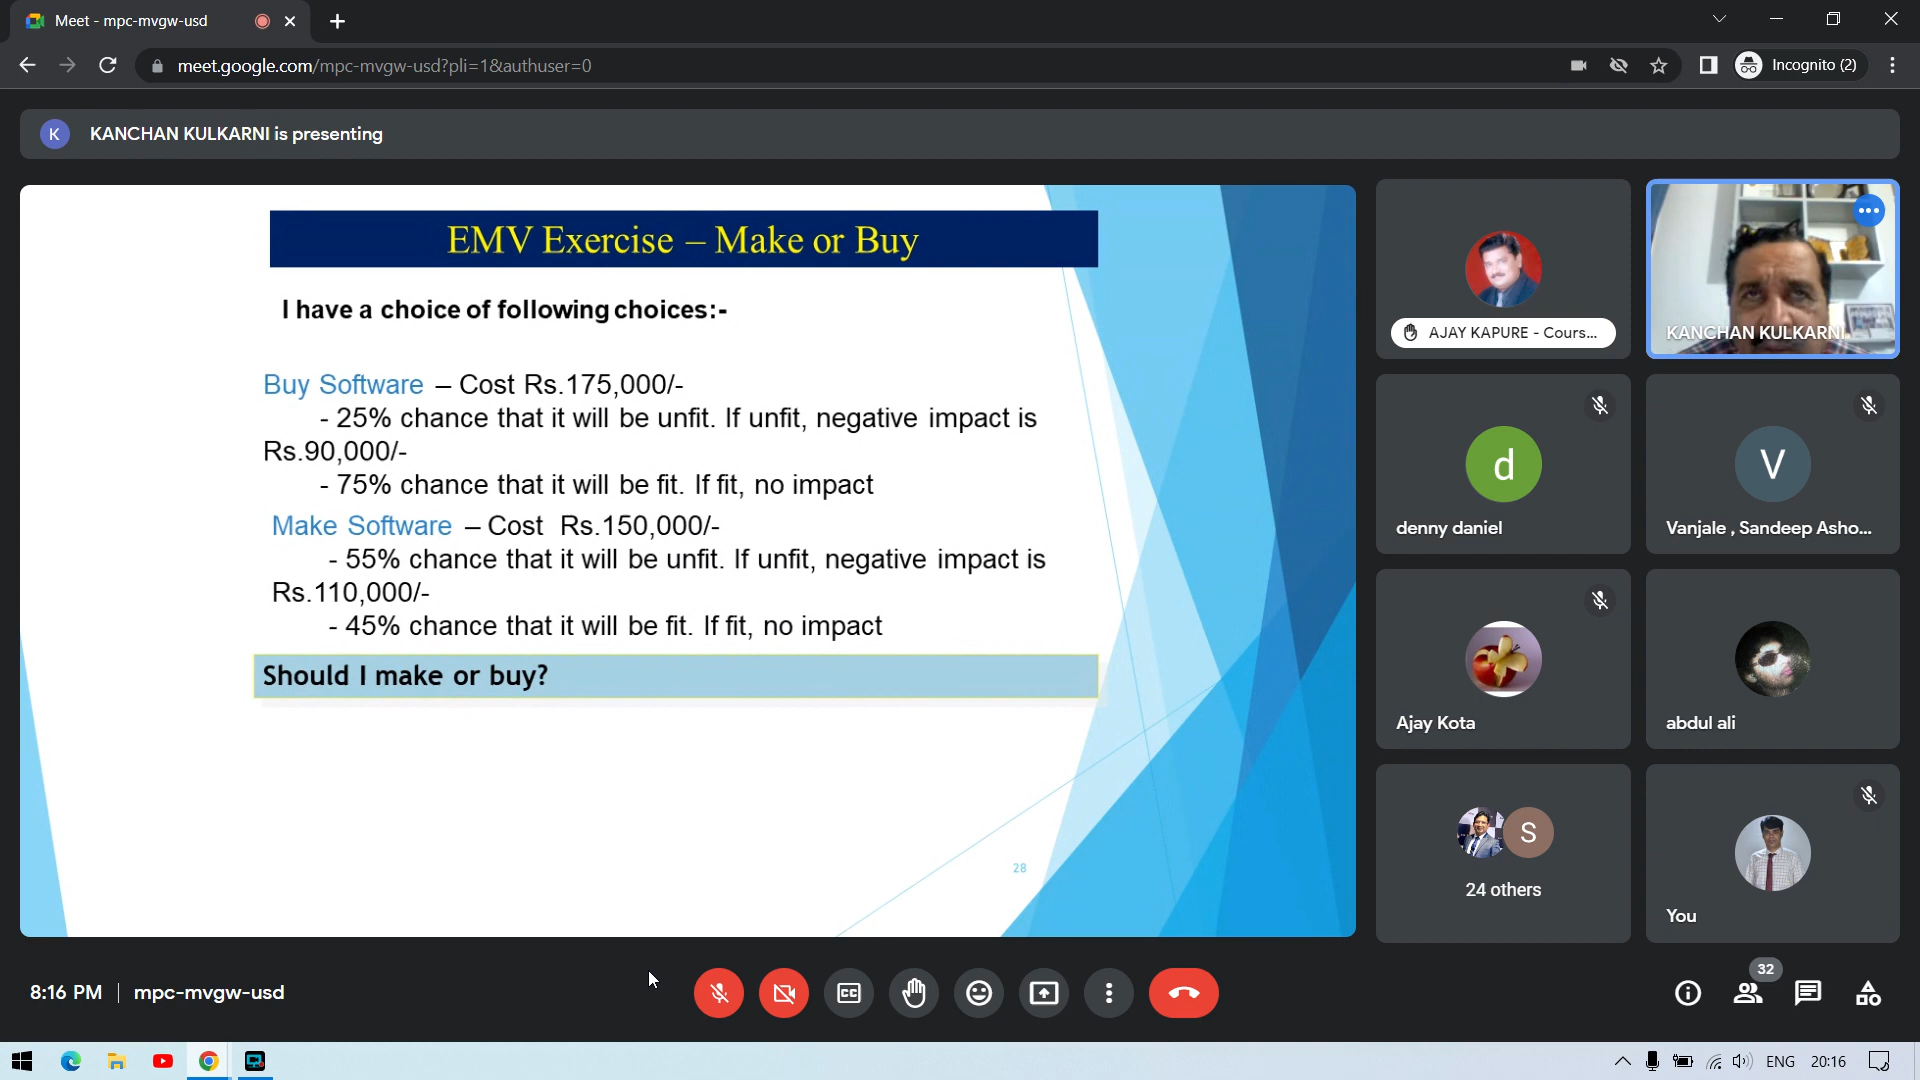 Meet - mpc-mvgw-usd
meet.google.com/mpc-mvgw-usd?pli=1&authuser=0
Incognito (2)
K
KANCHAN KULKARNI is presenting
EMV Exercise – Make or Buy
I have a choice of following choices:-
Buy Software – Cost Rs.175,000/-
- 25% chance that it will be unfit. If unfit, negative impact is
Rs.90,000/-
- 75% chance that it will be fit. If fit, no impact
Make Software – Cost Rs.150,000/-
- 55% chance that it will be unfit. If unfit, negative impact is
Rs.110,000/-
- 45% chance that it will be fit. If fit, no impact
Should I make or buy?
28
AJAY KAPURE - Cours...
KANCHAN KULKARNI
d
denny daniel
V
Vanjale , Sandeep Asho...
Ajay Kota
abdul ali
S
24 others
You
8:16 PM | mpc-mvgw-usd
CC
32
ENG
20:16